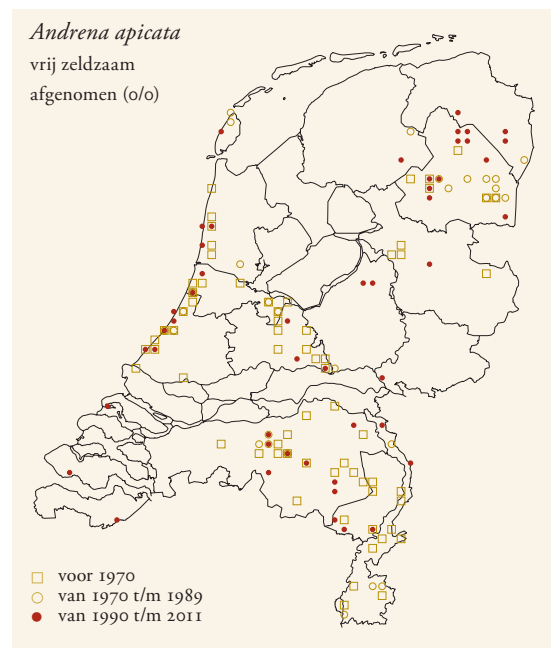 Andrena apicata
vrij zeldzaam
afgenomen (0/0)
voor 1970
van 1970 t/m 1989
van 1990 t/m 2011